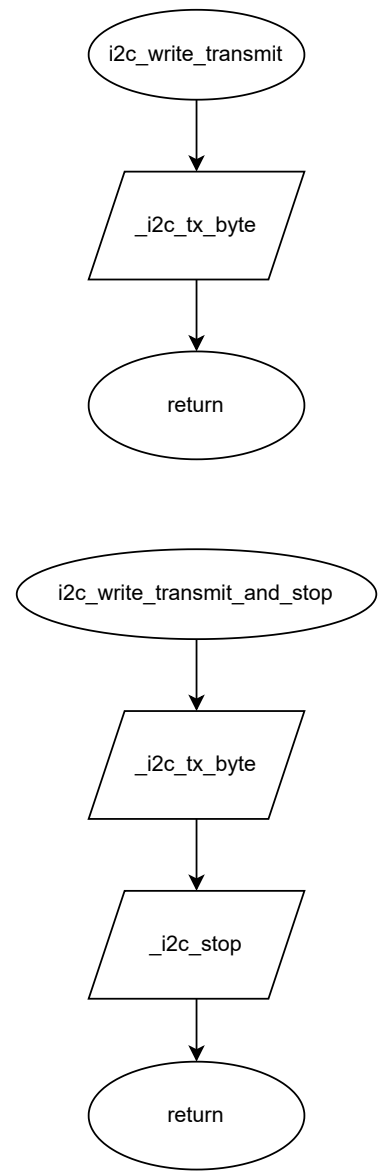 i2c_write_transmit
_i2c_tx_byte
return
i2c_write_transmit_and_stop
_i2c_tx_byte
_i2c_stop
return